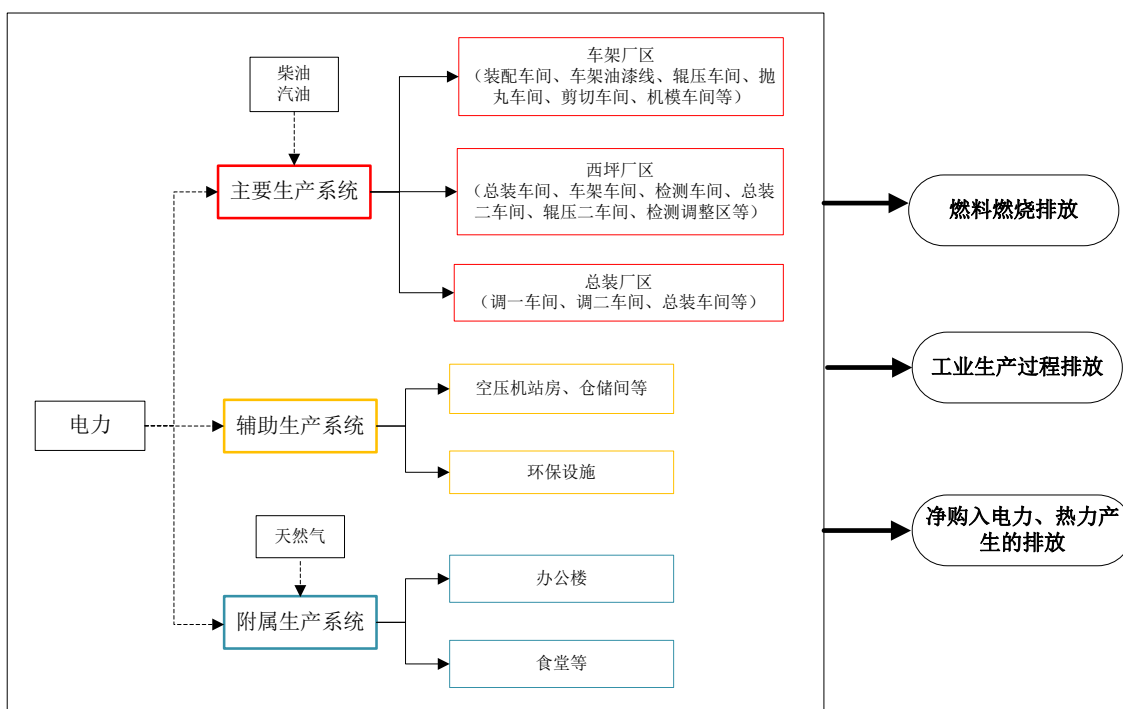 柴油
汽油
车架厂区
（装配车间、车架油漆线、辊压车间、抛
丸车间、剪切车间、机模车间等）
主要生产系统
西坪厂区
（总装车间、车架车间、检测车间、总装
二车间、辊压二车间、检测调整区等）
燃料燃烧排放
总装厂区
（调一车间、调二车间、总装车间等）
工业生产过程排放
空压机站房、仓储间等
电力
辅助生产系统
环保设施
净购入电力、热力产
生的排放
天然气
办公楼
附属生产系统
食堂等